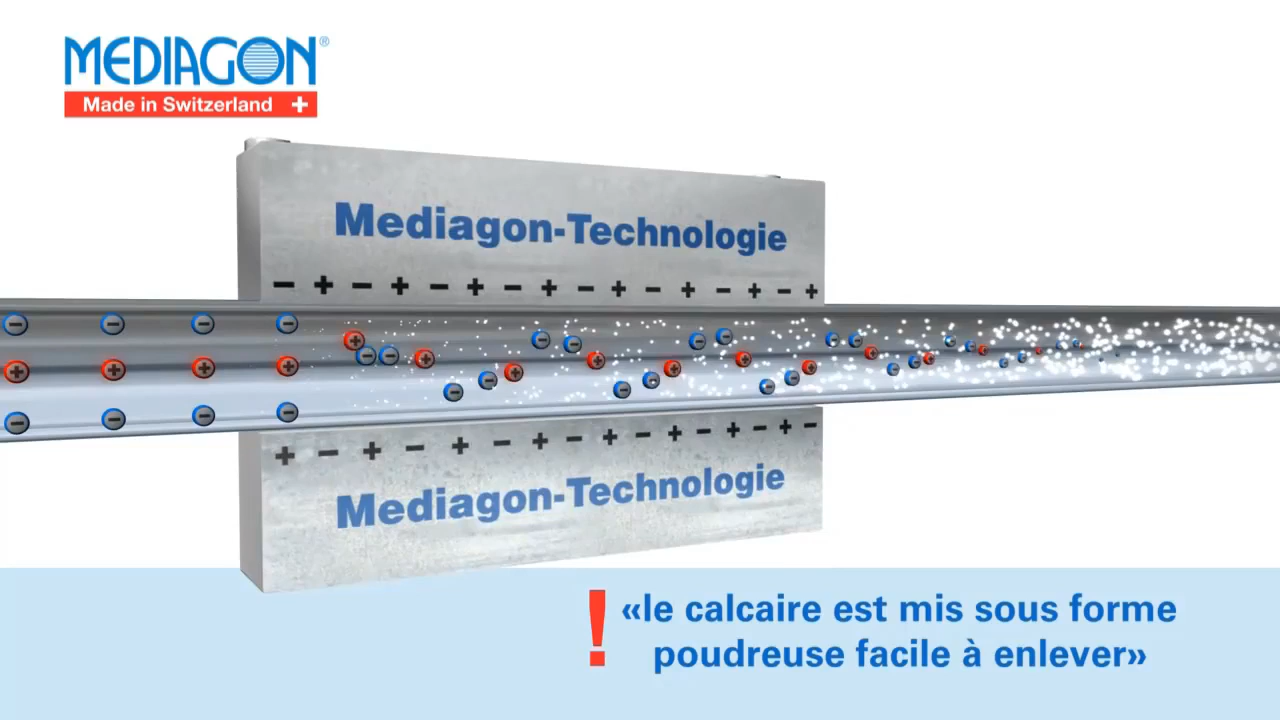 MEDIAGON®
Made in Switzerland +
Mediagon-Technologie
− + − + − + − + − + − + − + − +
+ − + − + − + − + − + − + −
Mediagon-Technologie
! «le calcaire est mis sous forme
poudreuse facile à enlever»